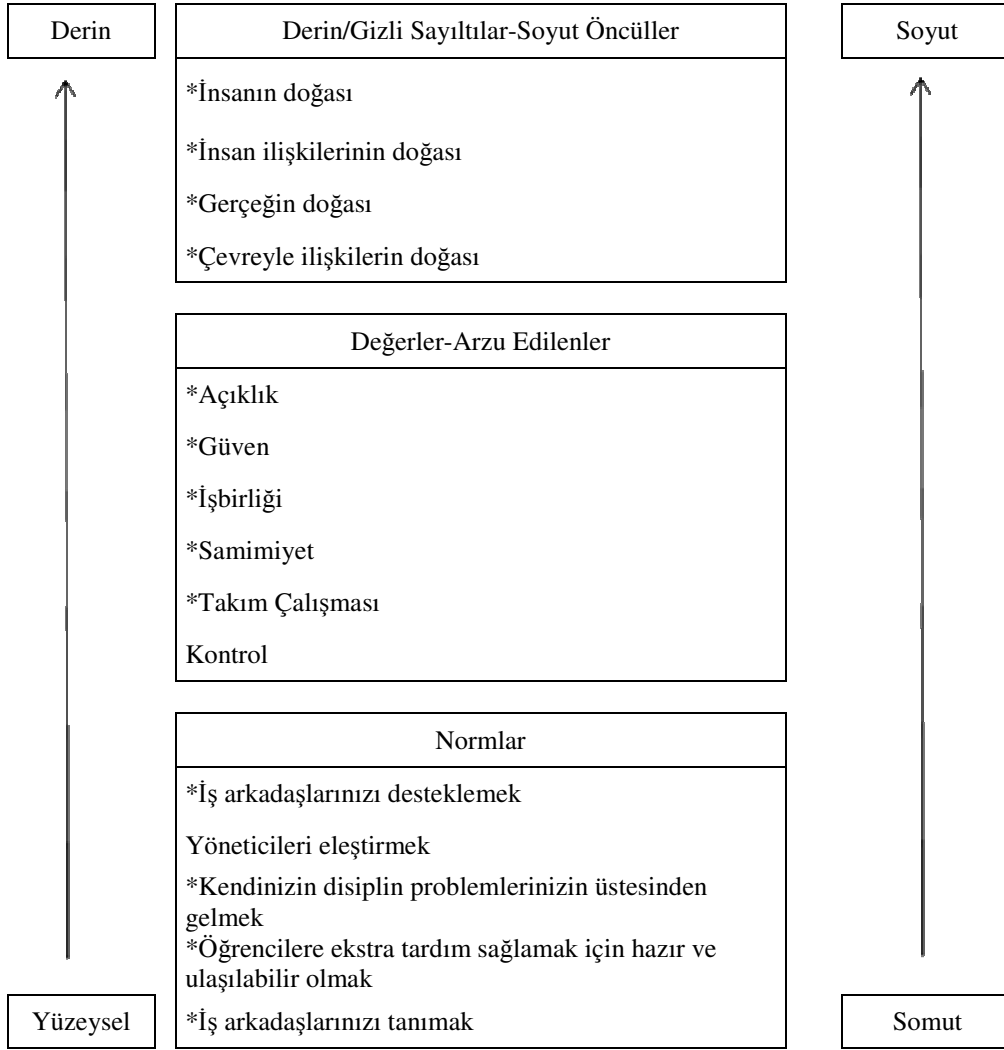 Derin
Derin/Gizli Sayıltılar-Soyut Öncüller
Soyut
*İnsanın doğası
*İnsan ilişkilerinin doğası
*Gerçeğin doğası
*Çevreyle ilişkilerin doğası
Değerler-Arzu Edilenler
*Açıklık
*Güven
*İşbirliği
*Samimiyet
*Takım Çalışması
Kontrol
Normlar
*İş arkadaşlarınızı desteklemek
Yöneticileri eleştirmek
*Kendinizin disiplin problemlerinizin üstesinden
gelmek
*Öğrencilere ekstra tardım sağlamak için hazır ve
ulaşılabilir olmak
Yüzeysel
*İş arkadaşlarınızı tanımak
Somut